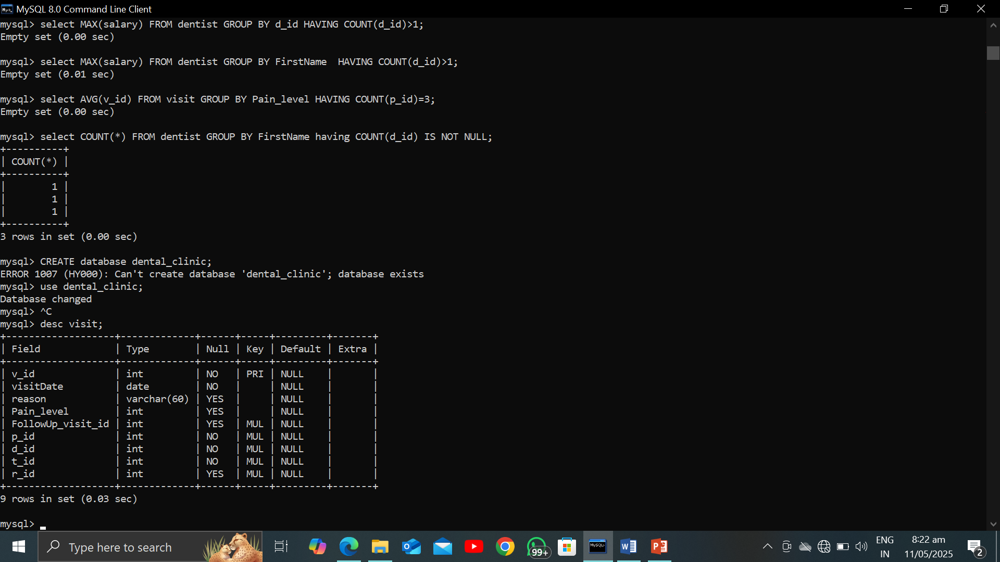 MySQL 8.0 Command Line Client
mysql> select MAX(salary) FROM dentist GROUP BY d_id HAVING COUNT(d_id)>1;
Empty set (0.00 sec)
mysql> select MAX(salary) FROM dentist GROUP BY FirstName  HAVING COUNT(d_id)>1;
Empty set (0.01 sec)
mysql> select AVG(v_id) FROM visit GROUP BY Pain_level HAVING COUNT(p_id)=3;
Empty set (0.00 sec)
mysql> select COUNT(*) FROM dentist GROUP BY FirstName having COUNT(d_id) IS NOT NULL;
+----------+
| COUNT(*) |
+----------+
|        1 |
|        1 |
|        1 |
+----------+
3 rows in set (0.00 sec)
mysql> CREATE database dental_clinic;
ERROR 1007 (HY000): Can't create database 'dental_clinic'; database exists
mysql> use dental_clinic;
Database changed
mysql> ^C
mysql> desc visit;
+-------------------+-------------+------+-----+---------+-------+
| Field             | Type        | Null | Key | Default | Extra |
+-------------------+-------------+------+-----+---------+-------+
| v_id              | int         | NO   | PRI | NULL    |       |
| visitDate         | date        | NO   |     | NULL    |       |
| reason            | varchar(60) | YES  |     | NULL    |       |
| Pain_level        | int         | YES  |     | NULL    |       |
| FollowUp_visit_id | int         | YES  | MUL | NULL    |       |
| p_id              | int         | NO   | MUL | NULL    |       |
| d_id              | int         | NO   | MUL | NULL    |       |
| t_id              | int         | NO   | MUL | NULL    |       |
| r_id              | int         | YES  | MUL | NULL    |       |
+-------------------+-------------+------+-----+---------+-------+
9 rows in set (0.03 sec)
mysql>
Type here to search
99+
MySQL
ENG
IN
8:22 am
11/05/2025
2